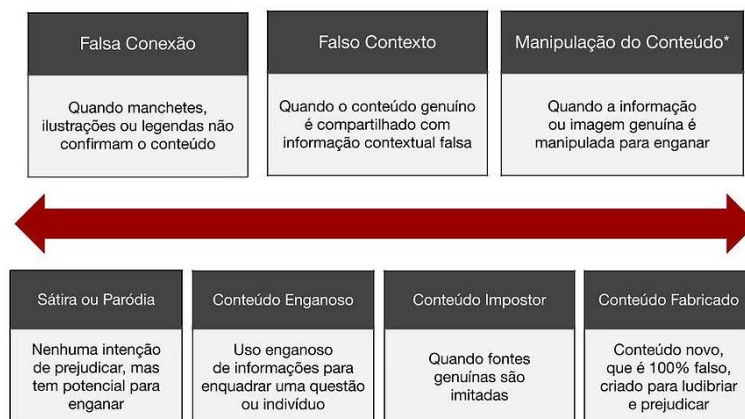 Falsa Conexão
Quando manchetes,
ilustrações ou legendas não
confirmam o conteúdo
Falso Contexto
Quando o conteúdo genuíno
é compartilhado com
informação contextual falsa
Manipulação do Conteúdo*
Quando a informação
ou imagem genuína é
manipulada para enganar
Sátira ou Paródia
Nenhuma intenção
de prejudicar, mas
tem potencial para
enganar
Conteúdo Enganoso
Uso enganoso
de informações para
enquadrar uma questão
ou indivíduo
Conteúdo Impostor
Quando fontes
genuínas são
imitadas
Conteúdo Fabricado
Conteúdo novo,
que é 100% falso,
criado para ludibriar
e prejudicar